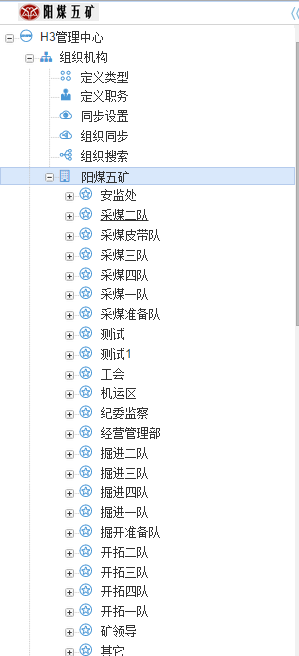 阳煤五矿
H3管理中心
组织机构
定义类型
定义职务
同步设置
组织同步
组织搜索
阳煤五矿
安监处
采煤二队
采煤皮带队
采煤三队
采煤四队
采煤一队
采煤准备队
测试
测试1
工会
机运区
纪委监察
经营管理部
掘进二队
掘进三队
掘进四队
掘进一队
掘开准备队
开拓二队
开拓三队
开拓四队
开拓一队
矿领导
其它